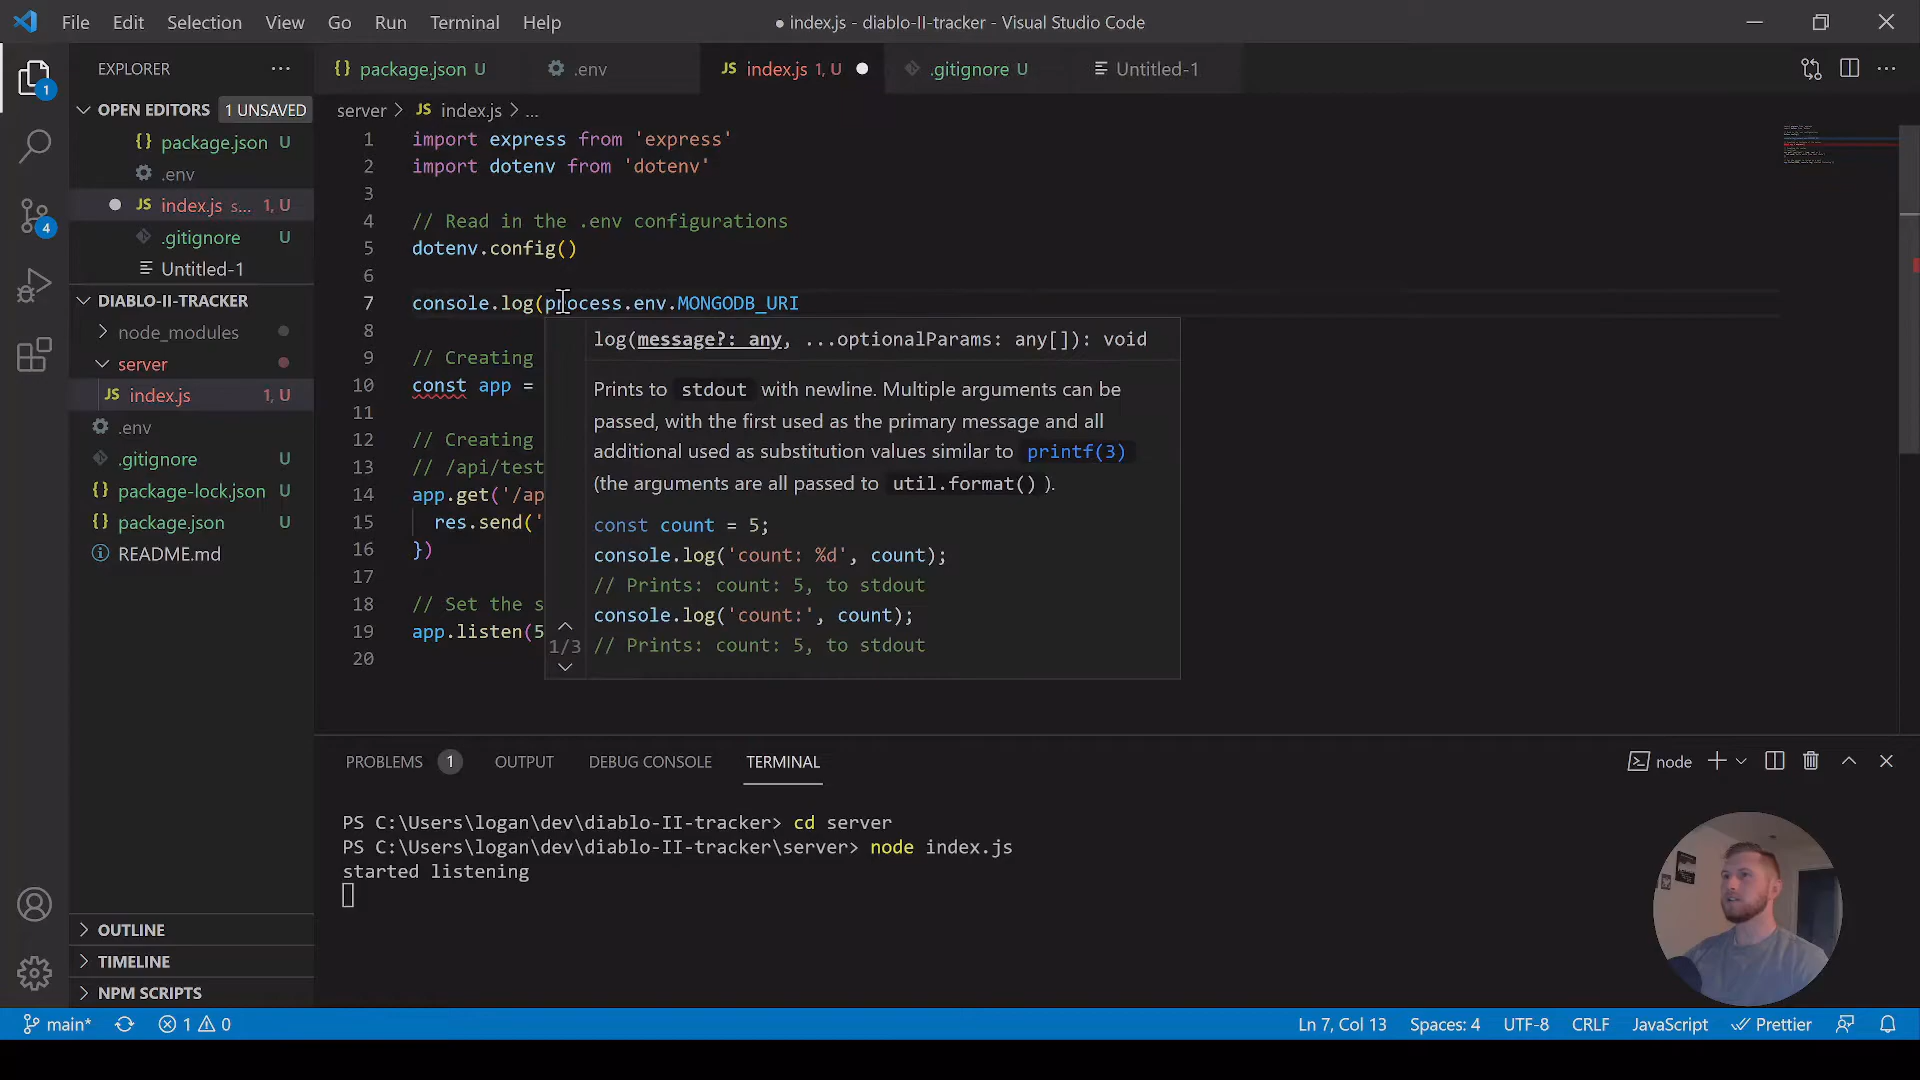 File Edit Selection View Go Run Terminal Help
● index.js - diablo-II-tracker - Visual Studio Code
EXPLORER
OPEN EDITORS 1 UNSAVED
{} package.json U
.env
JS index.js s... 1, U
.gitignore U
Untitled-1
DIABLO-II-TRACKER
node_modules
server
JS index.js 1, U
.env
.gitignore U
{} package-lock.json U
{} package.json U
README.md
OUTLINE
TIMELINE
NPM SCRIPTS
1
4
{} package.json U .env JS index.js 1, U .gitignore U Untitled-1
server > JS index.js > ...
1 import express from 'express'
2 import dotenv from 'dotenv'
3
4 // Read in the .env configurations
5 dotenv.config()
6
7 console.log(process.env.MONGODB_URI
8
9 // Creating
10 const app =
11
12 // Creating
13 // /api/test
14 app.get('/ap
15 res.send('
16 })
17
18 // Set the s
19 app.listen(5
20
log(message?: any, ...optionalParams: any[]): void
Prints to stdout with newline. Multiple arguments can be
passed, with the first used as the primary message and all
additional used as substitution values similar to printf(3)
(the arguments are all passed to util.format() ).
const count = 5;
console.log('count: %d', count);
// Prints: count: 5, to stdout
console.log('count:', count);
// Prints: count: 5, to stdout
1/3
PROBLEMS 1 OUTPUT DEBUG CONSOLE TERMINAL
node
PS C:\Users\logan\dev\diablo-II-tracker> cd server
PS C:\Users\logan\dev\diablo-II-tracker\server> node index.js
started listening
main* 1 0
Ln 7, Col 13 Spaces: 4 UTF-8 CRLF JavaScript Prettier